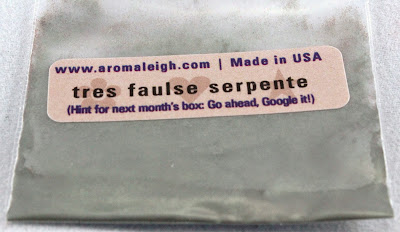 www.aromaleigh.com | Made in USA
tres faulse serpente
(Hint for next month's box: Go ahead, Google it!)